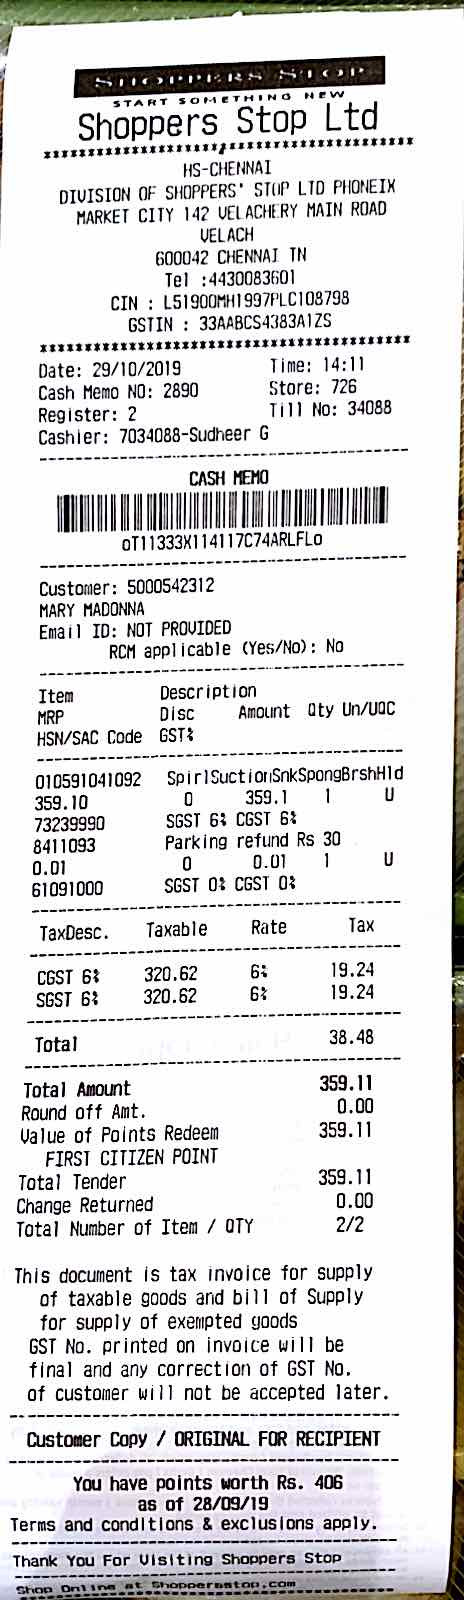 SHOPPERS STOP
START SOMETHING NEW
Shoppers Stop Ltd
****************************************
HS-CHENNAI
DIVISION OF SHOPPERS' STOP LTD PHONEIX
MARKET CITY 142 VELACHERY MAIN ROAD
VELACH
600042 CHENNAI TN
Tel :4430083601
CIN : L51900MH1997PLC108798
GSTIN : 33AABCS4383A1ZS
****************************************
Date: 29/10/2019 Time: 14:11
Cash Memo NO: 2890 Store: 726
Register: 2 Till No: 34088
Cashier: 7034088-Sudheer G
----------------------------------------
CASH MEMO
oT11333X114117C74ARLFLo
----------------------------------------
Customer: 5000542312
MARY MADONNA
Email ID: NOT PROVIDED
RCM applicable (Yes/No): No
----------------------------------------
Item Description
MRP Disc Amount Qty Un/UQC
HSN/SAC Code GST%
----------------------------------------
010591041092 SpirlSuctionSnkSpongBrshHld
359.10 0 359.1 1 U
73239990 SGST 6% CGST 6%
8411093 Parking refund Rs 30
0.01 0 0.01 1 U
61091000 SGST 0% CGST 0%
----------------------------------------
TaxDesc. Taxable Rate Tax
----------------------------------------
CGST 6% 320.62 6% 19.24
SGST 6% 320.62 6% 19.24
----------------------------------------
Total 38.48
----------------------------------------
Total Amount 359.11
Round off Amt. 0.00
Value of Points Redeem 359.11
FIRST CITIZEN POINT
Total Tender 359.11
Change Returned 0.00
Total Number of Item / QTY 2/2
This document is tax invoice for supply
of taxable goods and bill of Supply
for supply of exempted goods
GST No. printed on invoice will be
final and any correction of GST No.
of customer will not be accepted later.
----------------------------------------
Customer Copy / ORIGINAL FOR RECIPIENT
----------------------------------------
You have points worth Rs. 406
as of 28/09/19
Terms and conditions & exclusions apply.
----------------------------------------
Thank You For Visiting Shoppers Stop
----------------------------------------
Shop Online at Shoppersstop.com